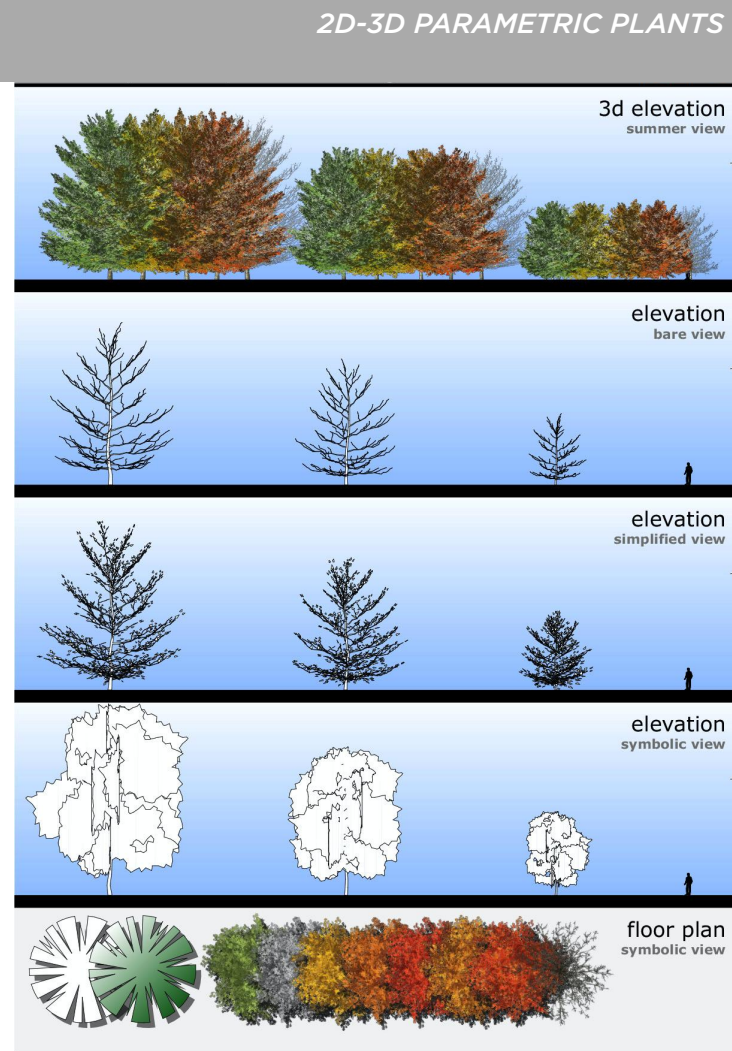 2D-3D PARAMETRIC PLANTS
3d elevation
summer view
elevation
bare view
elevation
simplified view
elevation
symbolic view
floor plan
symbolic view